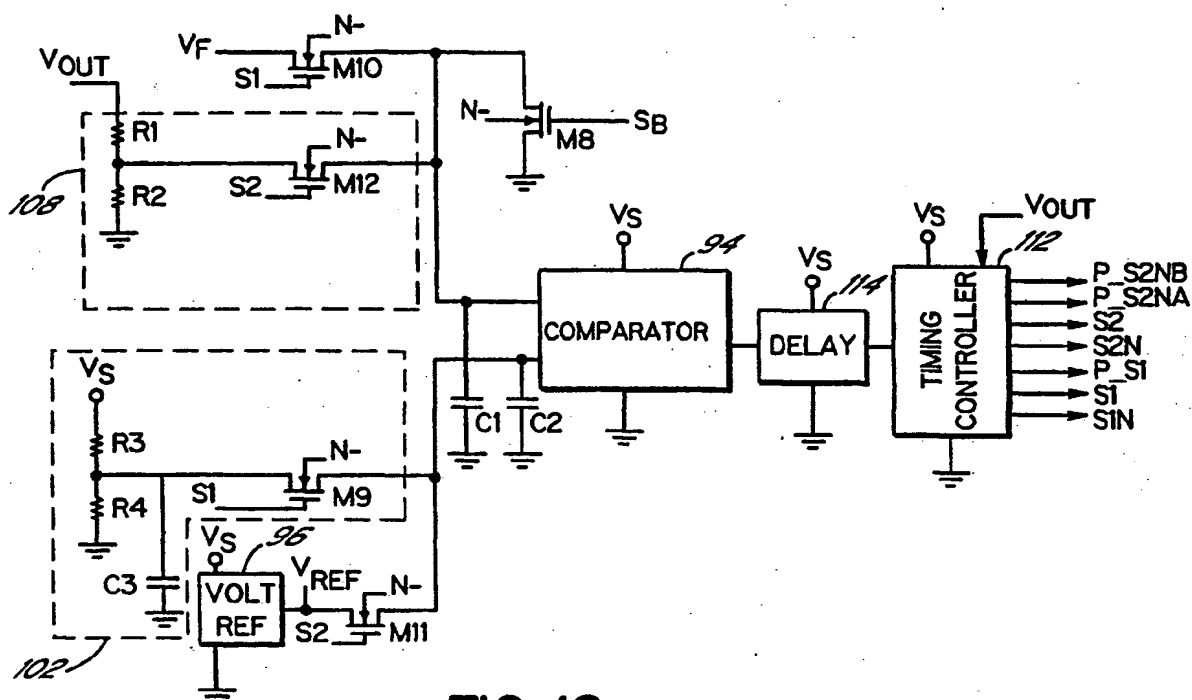 N-
VF
VOUT
S1
M10
N-
SB
M8
R1
N-
S2
M12
108
R2
VS
94
VS
VOUT
112
VS
114
COMPARATOR
DELAY
TIMING CONTROLLER
P_S2NB
P_S2NA
S2
S2N
P_S1
S1
S1N
C1
C2
VS
R3
N-
S1
M9
R4
VS
96
C3
VREF
N-
VOLT
REF
S2
M11
102